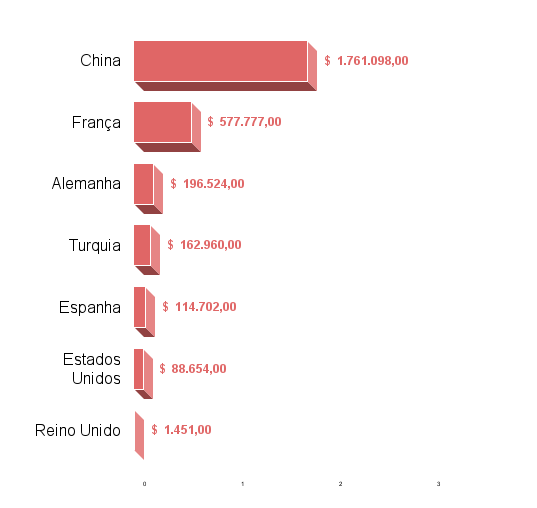 China $ 1.761.098,00
França $ 577.777,00
Alemanha $ 196.524,00
Turquia $ 162.960,00
Espanha $ 114.702,00
Estados
Unidos $ 88.654,00
Reino Unido $ 1.451,00
0 1 2 3